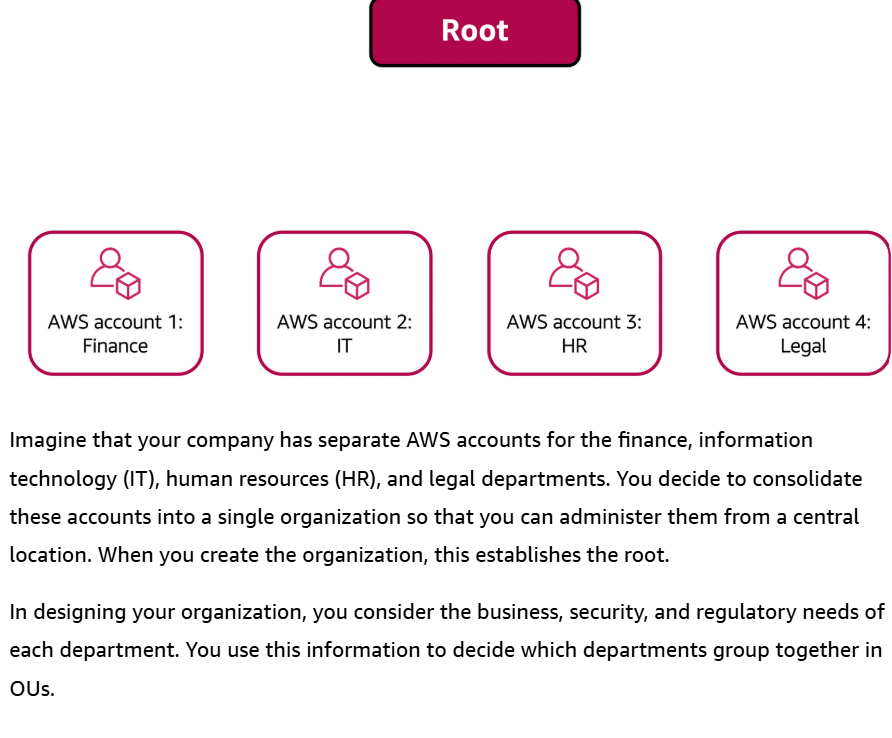 Root
AWS account 1:
Finance
AWS account 2:
IT
AWS account 3:
HR
AWS account 4:
Legal
Imagine that your company has separate AWS accounts for the finance, information
technology (IT), human resources (HR), and legal departments. You decide to consolidate
these accounts into a single organization so that you can administer them from a central
location. When you create the organization, this establishes the root.
In designing your organization, you consider the business, security, and regulatory needs of
each department. You use this information to decide which departments group together in
OUs.